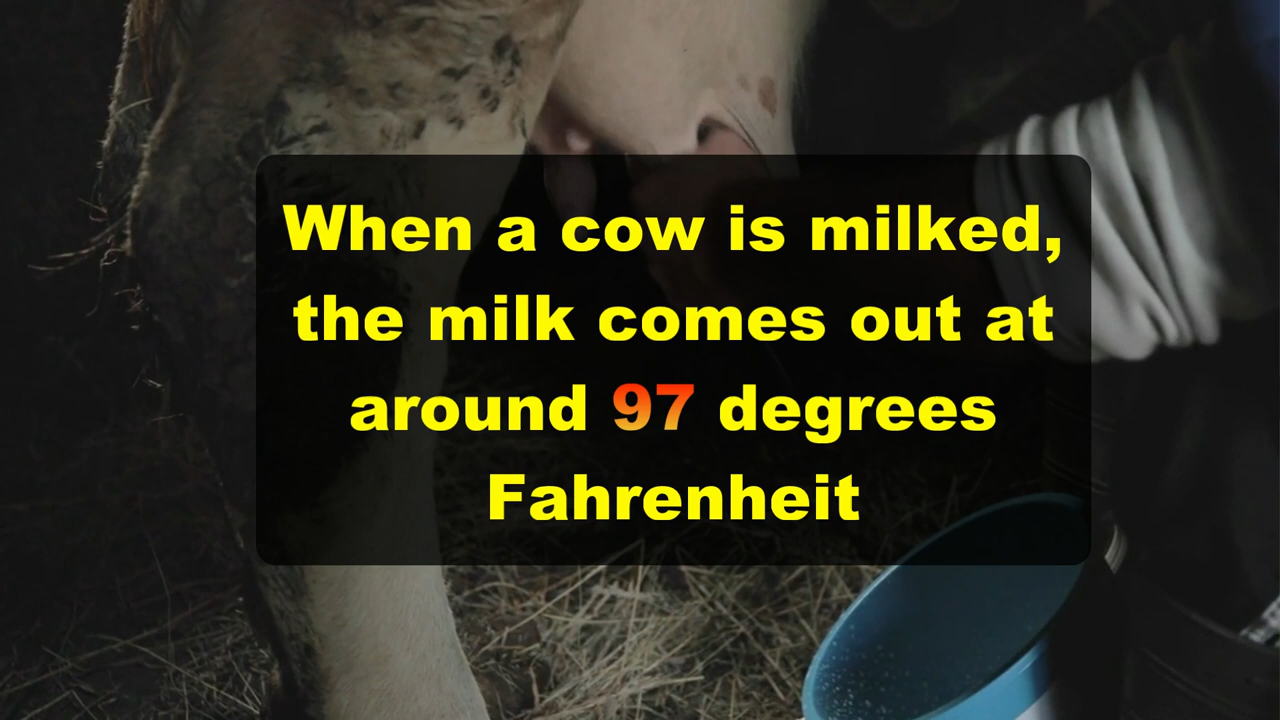 When a cow is milked,
the milk comes out at
around 97 degrees
Fahrenheit